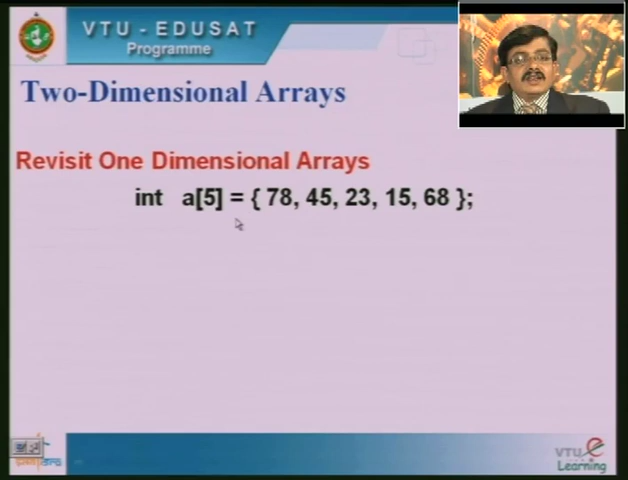 VTU - EDUSAT
Programme
Two-Dimensional Arrays
Revisit One Dimensional Arrays
int a[5] = { 78, 45, 23, 15, 68 };
VTU e
Learning